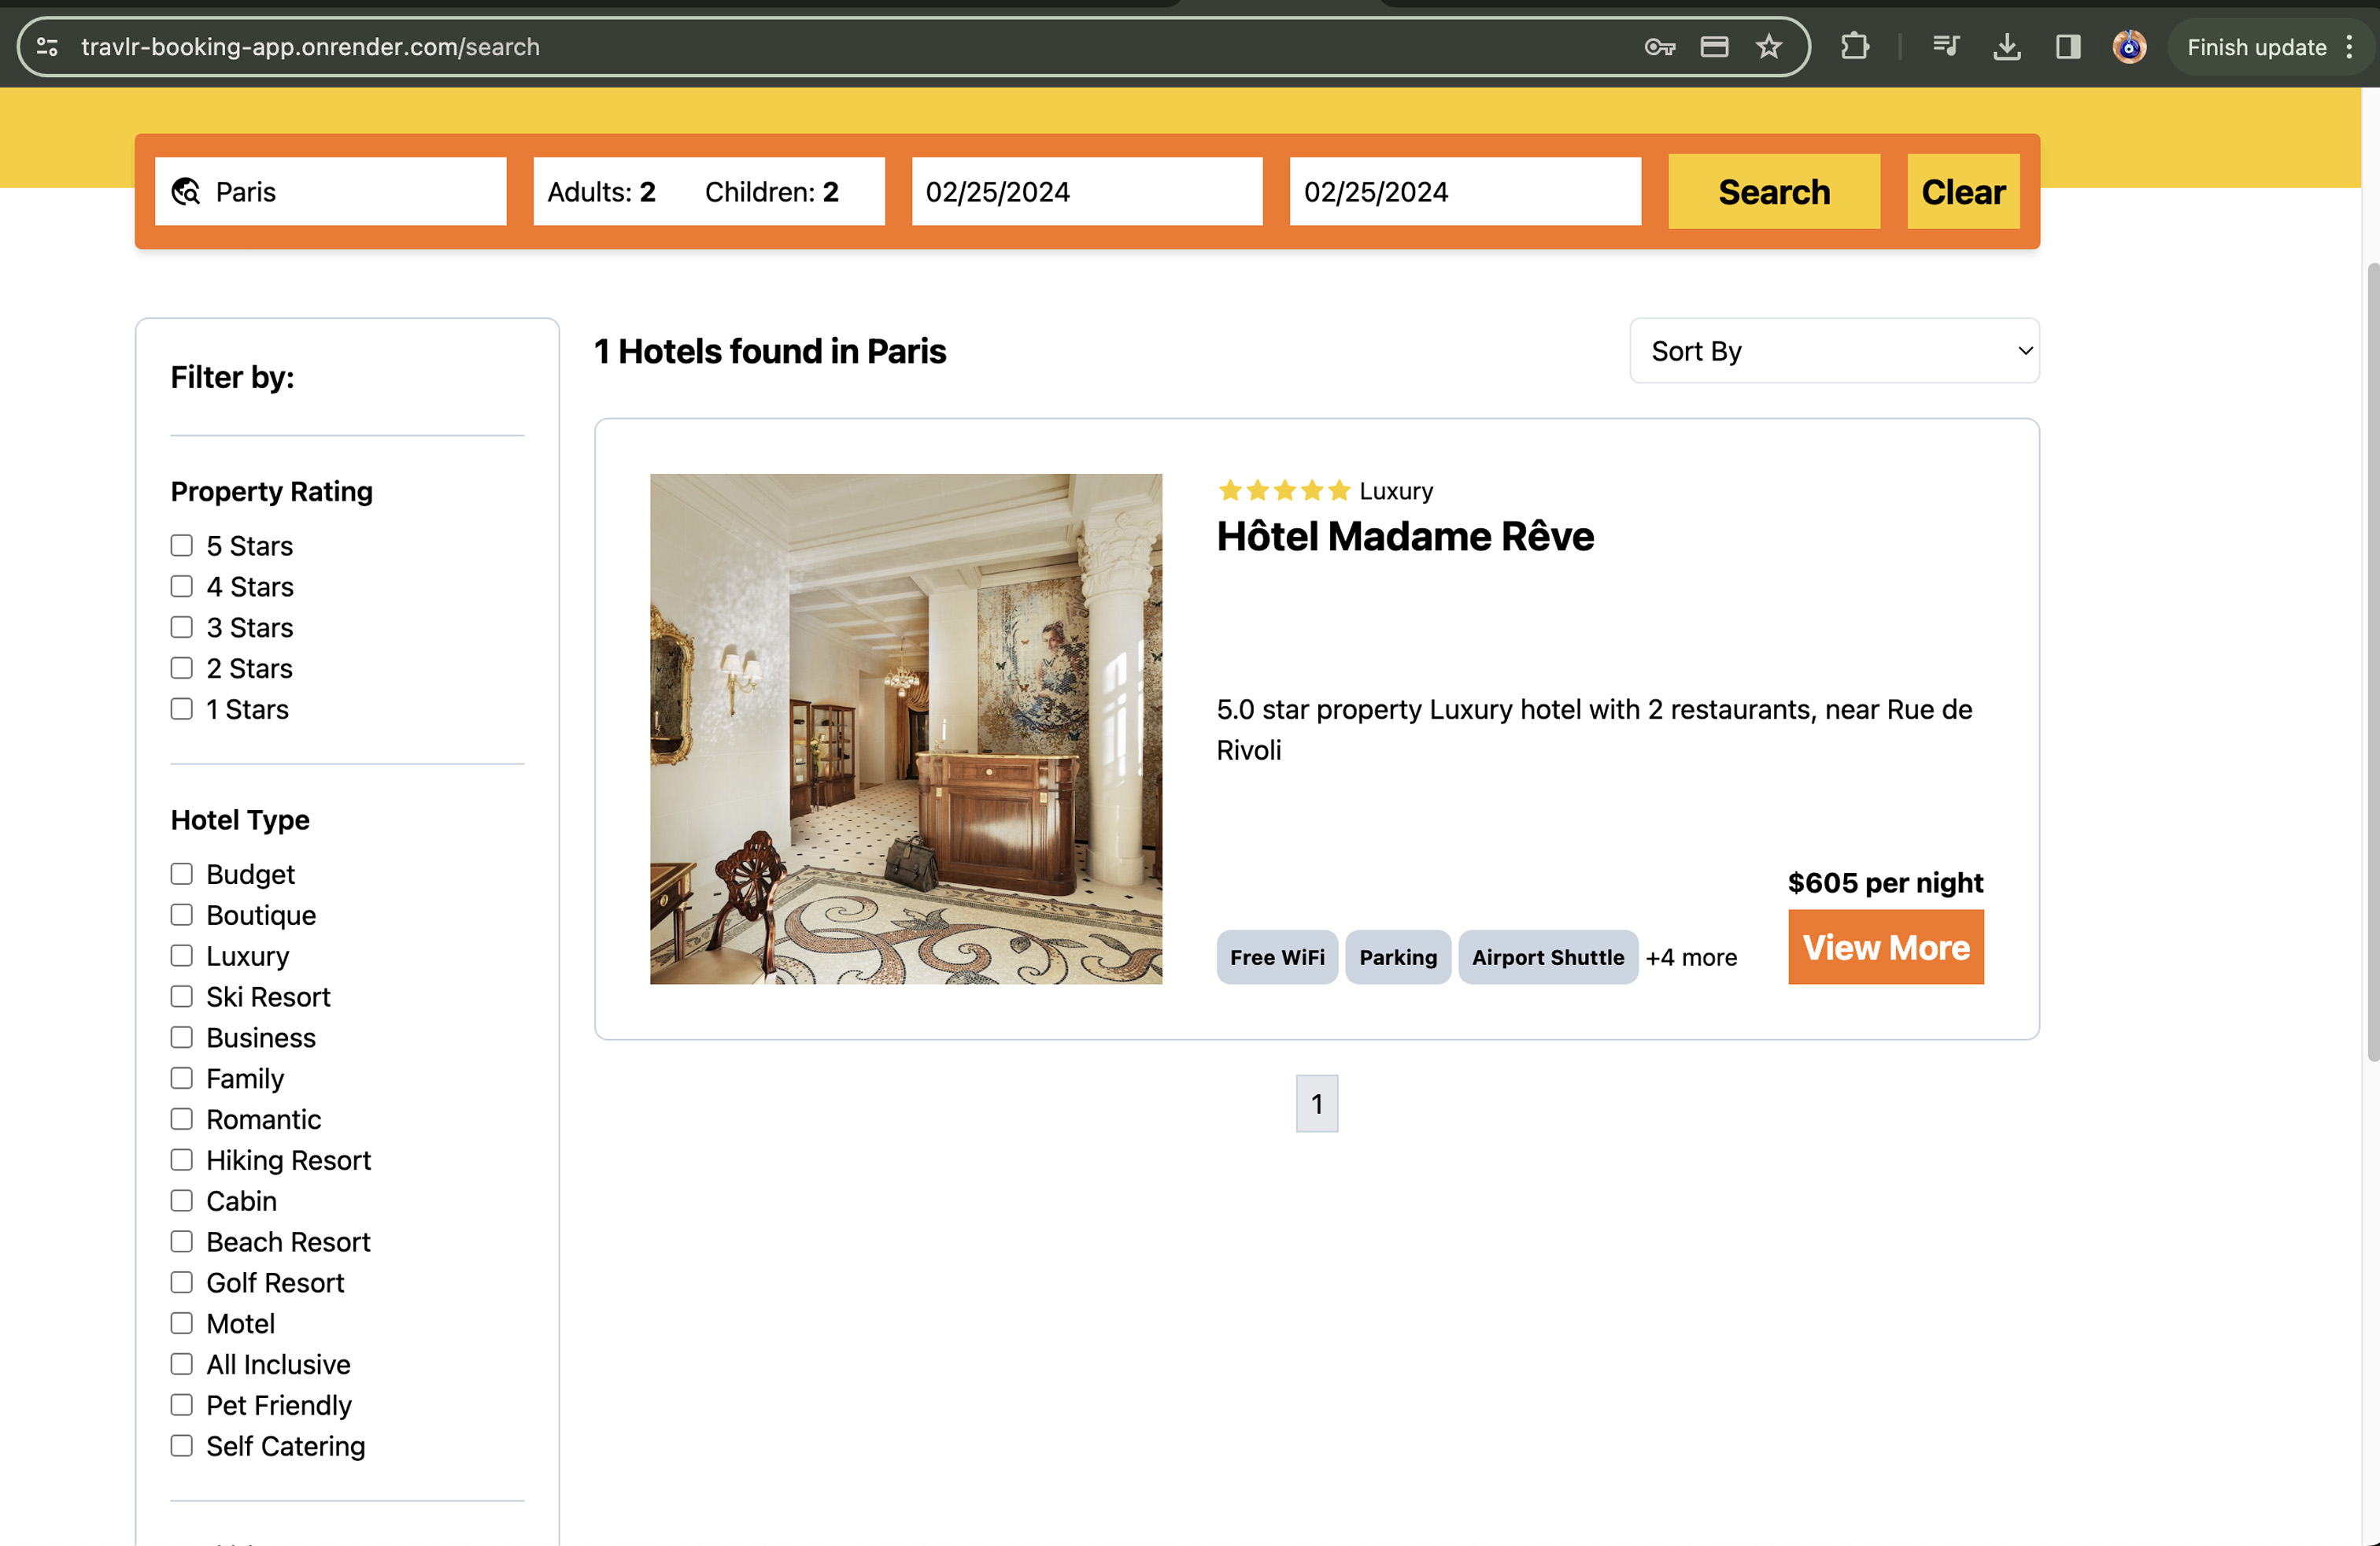 travlr-booking-app.onrender.com/search
Finish update
Paris
Adults: 2 Children: 2
02/25/2024
02/25/2024
Search
Clear
Filter by:
Property Rating
5 Stars
4 Stars
3 Stars
2 Stars
1 Stars
Hotel Type
Budget
Boutique
Luxury
Ski Resort
Business
Family
Romantic
Hiking Resort
Cabin
Beach Resort
Golf Resort
Motel
All Inclusive
Pet Friendly
Self Catering
1 Hotels found in Paris
Sort By
Luxury
Hôtel Madame Rêve
5.0 star property Luxury hotel with 2 restaurants, near Rue de
Rivoli
$605 per night
Free WiFi Parking Airport Shuttle +4 more
View More
1